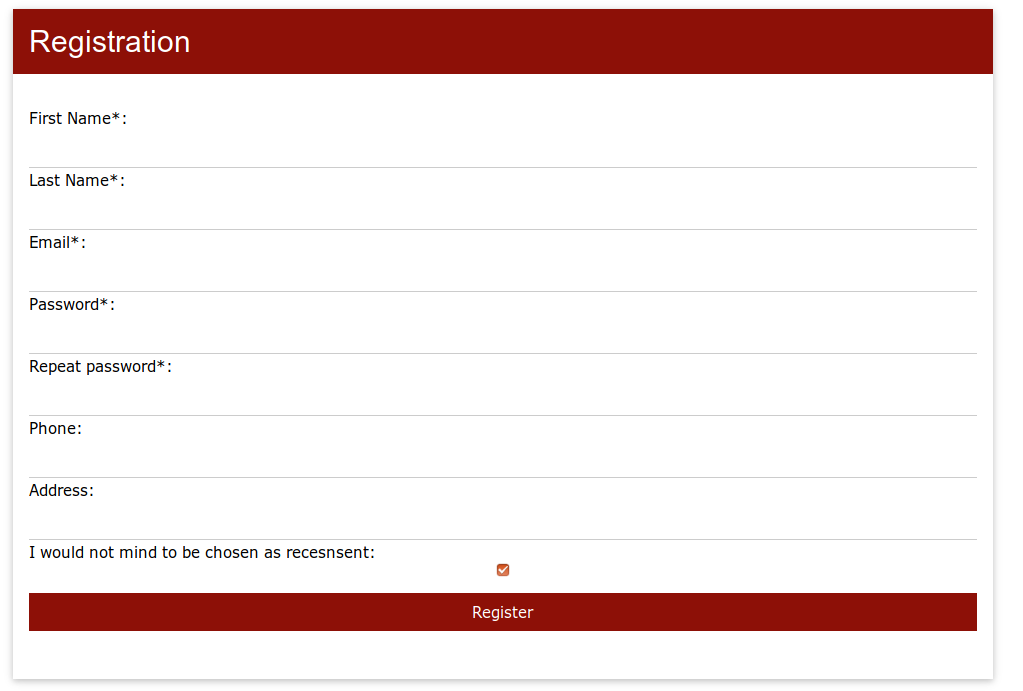 Registration
First Name*:
Last Name*:
Email*:
Password*:
Repeat password*:
Phone:
Address:
I would not mind to be chosen as recesnsent:
Register